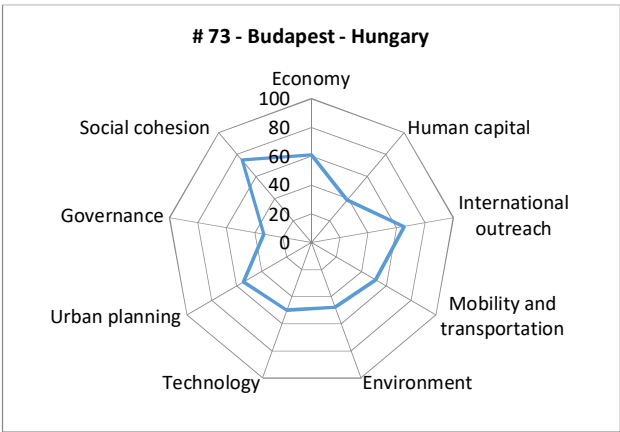 # 73 - Budapest - Hungary
Economy
100
Social cohesion
Human capital
80
60
40
Governance
International
outreach
20
0
Urban planning
Mobility and
transportation
Technology
Environment